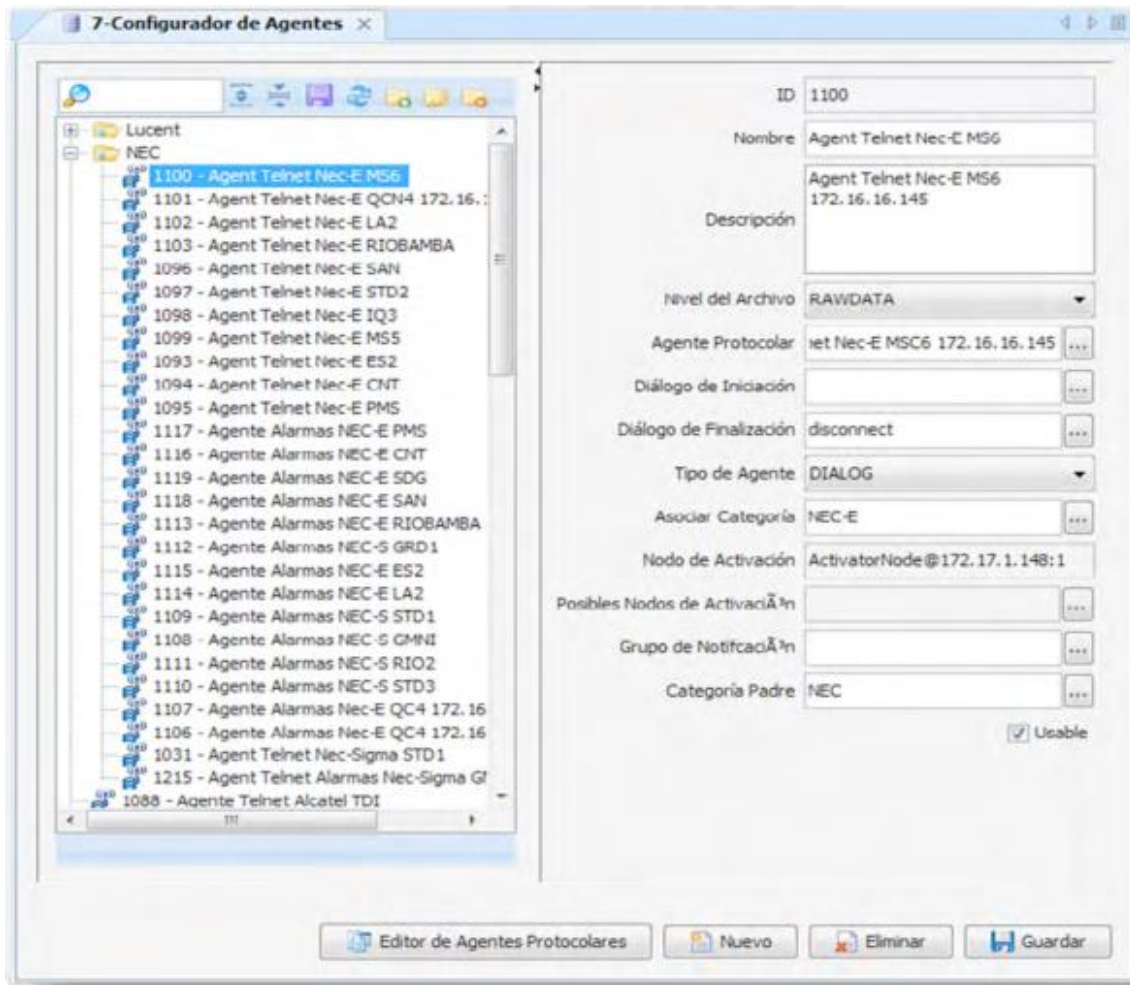 7-Configurador de Agentes
Lucent
NEC
1100 - Agent Telnet Nec-E MS6
1101 - Agent Telnet Nec-E QCN4 172.16.:
1102 - Agent Telnet Nec-E LA2
1103 - Agent Telnet Nec-E RIOBAMBA
1096 - Agent Telnet Nec-E SAN
1097 - Agent Telnet Nec-E STD2
1098 - Agent Telnet Nec-E IQ3
1099 - Agent Telnet Nec-E MS5
1093 - Agent Telnet Nec-E ES2
1094 - Agent Telnet Nec-E CNT
1095 - Agent Telnet Nec-E PMS
1117 - Agente Alarmas NEC-E PMS
1116 - Agente Alarmas NEC-E CNT
1119 - Agente Alarmas NEC-E SDG
1118 - Agente Alarmas NEC-E SAN
1113 - Agente Alarmas NEC-E RIOBAMBA
1112 - Agente Alarmas NEC-S GRD1
1115 - Agente Alarmas NEC-E ES2
1114 - Agente Alarmas NEC-E LA2
1109 - Agente Alarmas NEC-S STD1
1108 - Agente Alarmas NEC-S GMNI
1111 - Agente Alarmas NEC-S RIO2
1110 - Agente Alarmas NEC-S STD3
1107 - Agente Alarmas Nec-E QC4 172.16
1106 - Agente Alarmas Nec-E QC4 172.16
1031 - Agent Telnet Nec-Sigma STD1
1215 - Agent Telnet Alarmas Nec-Sigma GM
1088 - Agente Telnet Alcatel TDI
ID 1100
Nombre Agent Telnet Nec-E MS6
Descripción Agent Telnet Nec-E MS6
172.16.16.145
Nivel del Archivo RAWDATA
Agente Protocolar net Nec-E MSC6 172.16.16.145 ...
Diálogo de Iniciación ...
Diálogo de Finalización disconnect ...
Tipo de Agente DIALOG
Asociar Categoría NEC-E ...
Nodo de Activación ActivatorNode@172.17.1.148:1
Posibles Nodos de ActivaciÃ³n ...
Grupo de NotifcaciÃ³n ...
Categoría Padre NEC ...
Usable
Editor de Agentes Protocolares
Nuevo
Eliminar
Guardar